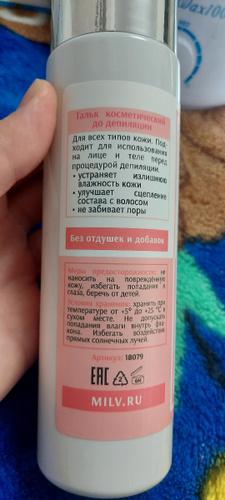 Wax100
Тальк косметический
до депиляции
Для всех типов кожи. Под-
ходит для использования
на лице и теле перед
процедурой депиляции.
• устраняет излишнюю
влажность кожи
• улучшает сцепление
состава с волосом
• не забивает поры
Без отдушек и добавок
Меры предосторожности: не
наносить на повреждённую
кожу, избегать попадания в
глаза, беречь от детей.
Условия хранения: хранить при
температуре от +5° до +25 °С в
сухом месте. Не допускать
попадания влаги внутрь фла-
кона. Избегать воздействия
прямых солнечных лучей.
Артикул: 18079
EAC
MILV.RU